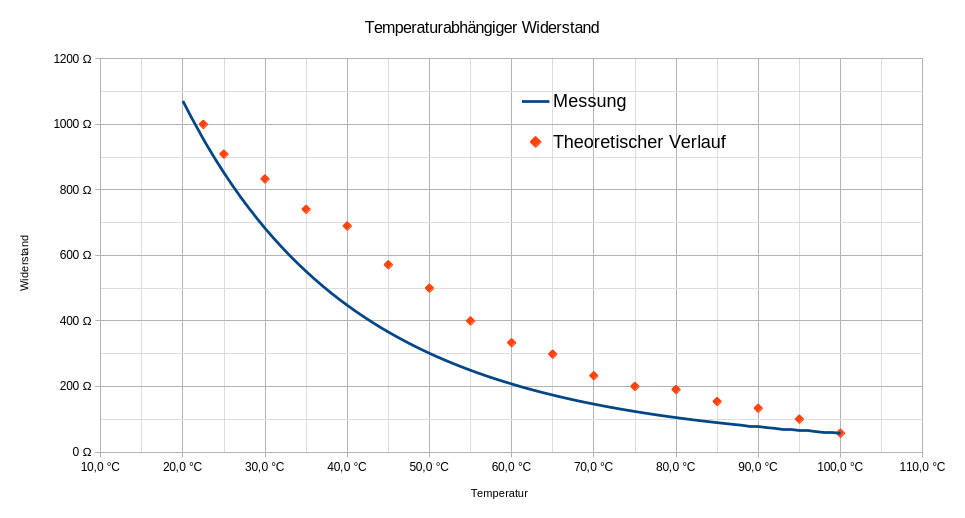 Temperaturabhängiger Widerstand
1200 Ω
1000 Ω
800 Ω
600 Ω
400 Ω
200 Ω
0 Ω
Widerstand
Messung
Theoretischer Verlauf
10,0 °C 20,0 °C 30,0 °C 40,0 °C 50,0 °C 60,0 °C 70,0 °C 80,0 °C 90,0 °C 100,0 °C 110,0 °C
Temperatur